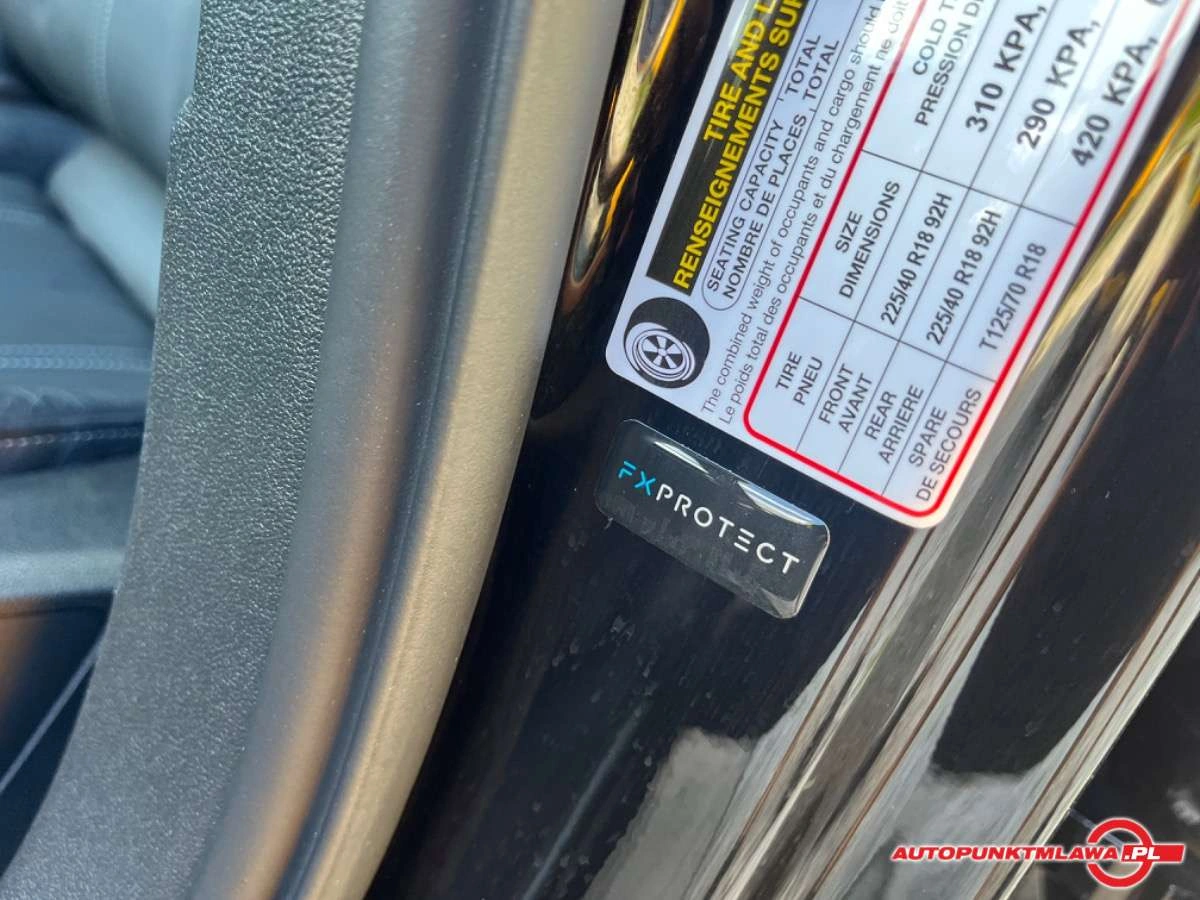 TIRE AND
RENSEIGNEMENTS
SEATING CAPACITY TOTAL
NOMBRE DE PLACES TOTAL
The combined weight of occupants and cargo should
Le poids total des occupants et du chargement ne doit
TIRE
PNEU
SIZE
DIMENSIONS
COLD
PRESSION
FRONT
AVANT
225/40 R18 92H
310 KPA,
REAR
ARRIERE
225/40 R18 92H
290 KPA,
SPARE
DE SECOURS
T125/70 R18
420 KPA,
FXPROTECT
AUTOPUNKTMLAWA.PL